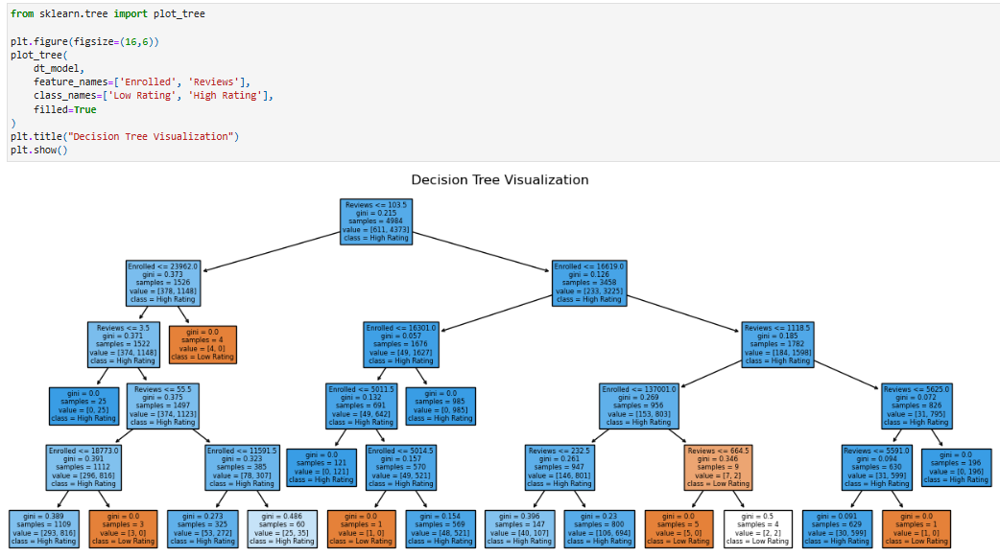 from sklearn.tree import plot_tree
plt.figure(figsize=(16,6))
plot_tree(
    dt_model,
    feature_names=['Enrolled', 'Reviews'],
    class_names=['Low Rating', 'High Rating'],
    filled=True
)
plt.title("Decision Tree Visualization")
plt.show()
Decision Tree Visualization
Reviews <= 103.5
gini = 0.215
samples = 4984
value = [611, 4373]
class = High Rating
Enrolled <= 23962.0
gini = 0.373
samples = 1526
value = [378, 1148]
class = High Rating
Enrolled <= 16619.0
gini = 0.126
samples = 3458
value = [233, 3225]
class = High Rating
Reviews <= 3.5
gini = 0.371
samples = 1522
value = [374, 1148]
class = High Rating
gini = 0.0
samples = 4
value = [4, 0]
class = Low Rating
Enrolled <= 16301.0
gini = 0.057
samples = 1676
value = [49, 1627]
class = High Rating
Reviews <= 1118.5
gini = 0.185
samples = 1782
value = [184, 1598]
class = High Rating
gini = 0.0
samples = 25
value = [0, 25]
class = High Rating
Reviews <= 55.5
gini = 0.375
samples = 1497
value = [374, 1123]
class = High Rating
Enrolled <= 5011.5
gini = 0.132
samples = 691
value = [49, 642]
class = High Rating
gini = 0.0
samples = 985
value = [0, 985]
class = High Rating
Enrolled <= 137001.0
gini = 0.269
samples = 956
value = [153, 803]
class = High Rating
Reviews <= 5625.0
gini = 0.072
samples = 826
value = [31, 795]
class = High Rating
Enrolled <= 18773.0
gini = 0.391
samples = 1112
value = [296, 816]
class = High Rating
Enrolled <= 11591.5
gini = 0.323
samples = 385
value = [78, 307]
class = High Rating
gini = 0.0
samples = 121
value = [0, 121]
class = High Rating
Enrolled <= 5014.5
gini = 0.157
samples = 570
value = [49, 521]
class = High Rating
Reviews <= 232.5
gini = 0.261
samples = 947
value = [146, 801]
class = High Rating
Reviews <= 664.5
gini = 0.346
samples = 9
value = [7, 2]
class = Low Rating
Reviews <= 5591.0
gini = 0.094
samples = 630
value = [31, 599]
class = High Rating
gini = 0.0
samples = 196
value = [0, 196]
class = High Rating
gini = 0.389
samples = 1109
value = [293, 816]
class = High Rating
gini = 0.0
samples = 3
value = [3, 0]
class = Low Rating
gini = 0.273
samples = 325
value = [53, 272]
class = High Rating
gini = 0.486
samples = 60
value = [25, 35]
class = High Rating
gini = 0.0
samples = 1
value = [1, 0]
class = Low Rating
gini = 0.154
samples = 569
value = [48, 521]
class = High Rating
gini = 0.396
samples = 147
value = [40, 107]
class = High Rating
gini = 0.23
samples = 800
value = [106, 694]
class = High Rating
gini = 0.0
samples = 5
value = [5, 0]
class = Low Rating
gini = 0.5
samples = 4
value = [2, 2]
class = Low Rating
gini = 0.091
samples = 629
value = [30, 599]
class = High Rating
gini = 0.0
samples = 1
value = [1, 0]
class = Low Rating